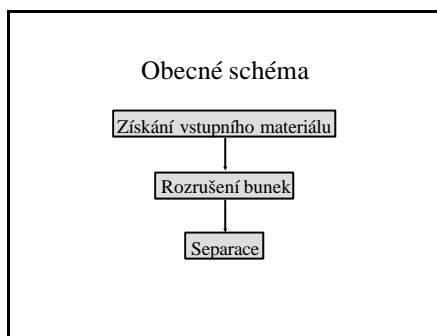 Obecné schéma
Získání vstupního materiálu
Rozrušení bunek
Separace